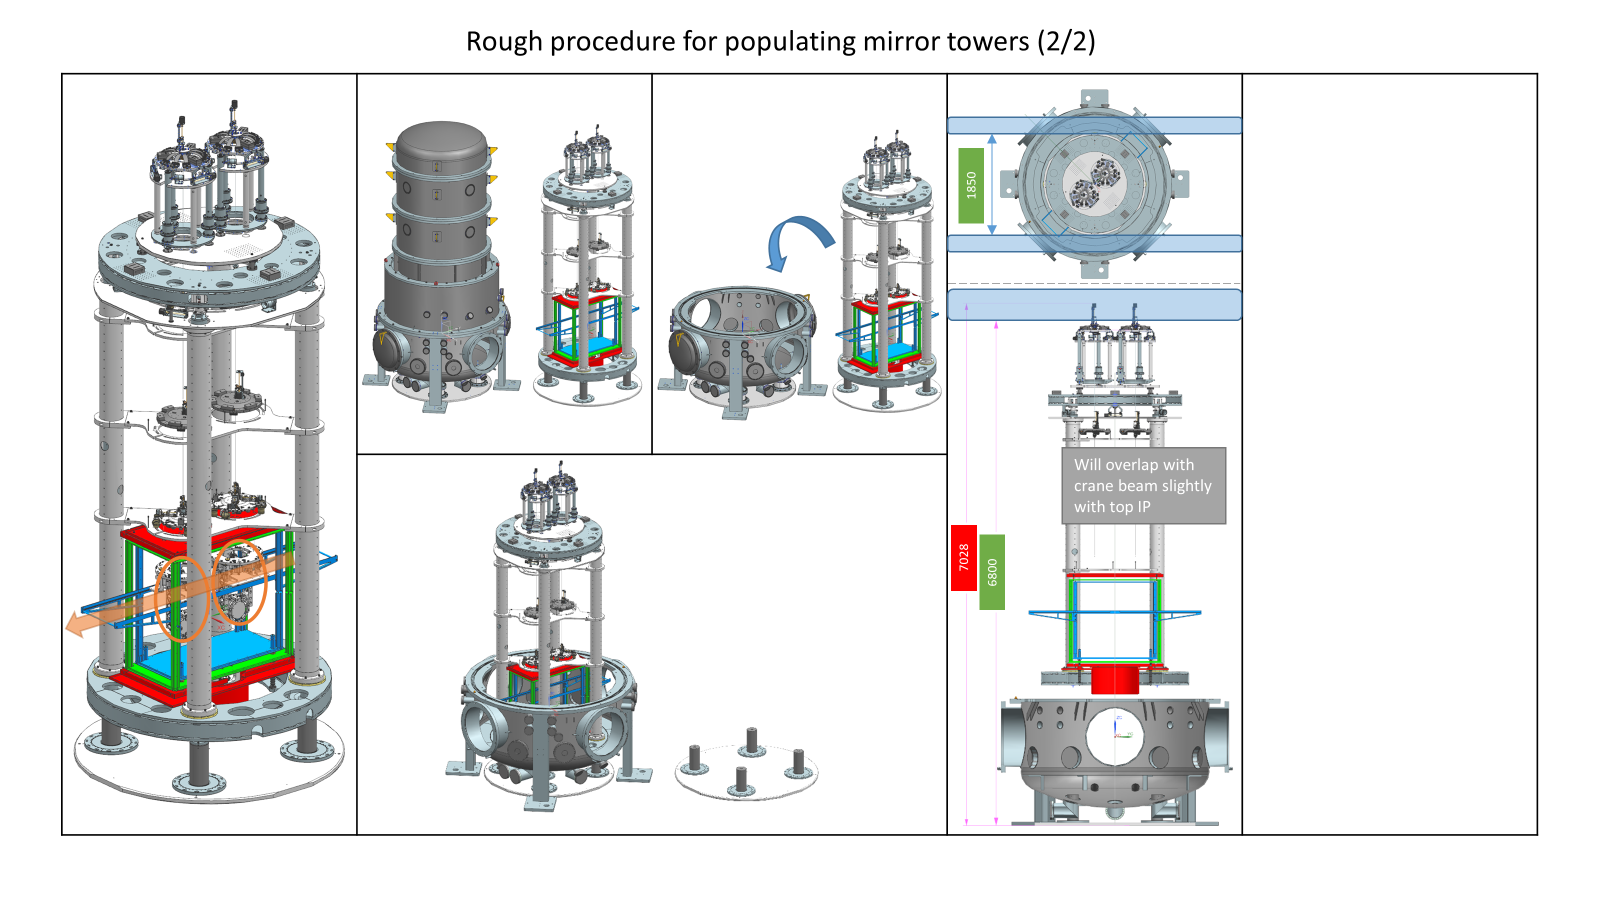 Rough procedure for populating mirror towers (2/2)
1850
Will overlap with
crane beam slightly
with top IP
7028
6800